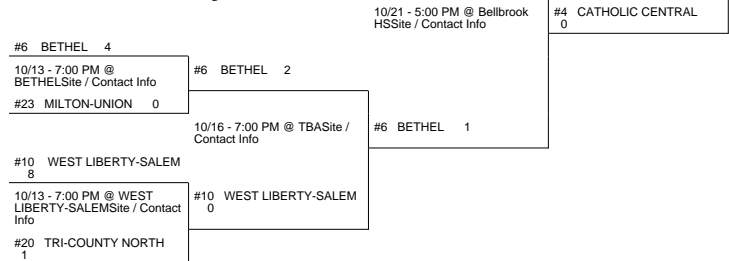 10/21 - 5:00 PM @ Bellbrook
HSSite / Contact Info
#4 CATHOLIC CENTRAL
0
#6 BETHEL 4
10/13 - 7:00 PM @
BETHELSite / Contact Info
#23 MILTON-UNION 0
#6 BETHEL 2
10/16 - 7:00 PM @ TBASite /
Contact Info
#6 BETHEL 1
#10 WEST LIBERTY-SALEM
8
10/13 - 7:00 PM @ WEST
LIBERTY-SALEMSite / Contact
Info
#20 TRI-COUNTY NORTH
1
#10 WEST LIBERTY-SALEM
0